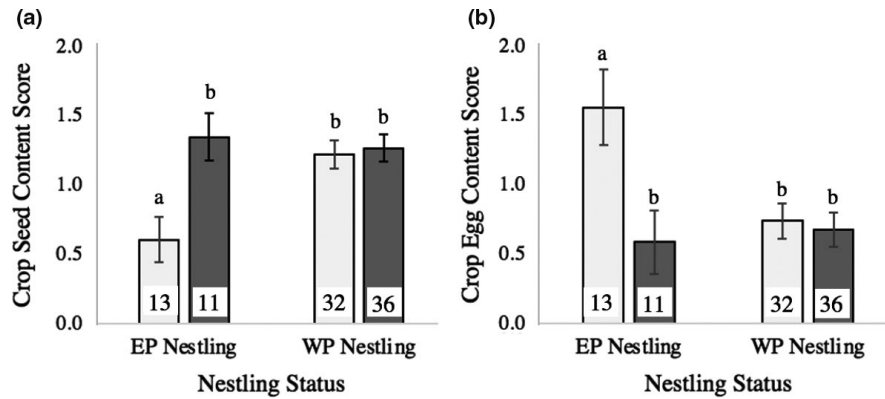 (a)
Crop Seed Content Score
2.0
1.5
1.0
0.5
0.0
a
b
b
b
13
11
32
36
EP Nestling
WP Nestling
Nestling Status
(b)
Crop Egg Content Score
2.0
1.5
1.0
0.5
0.0
a
b
b
b
13
11
32
36
EP Nestling
WP Nestling
Nestling Status